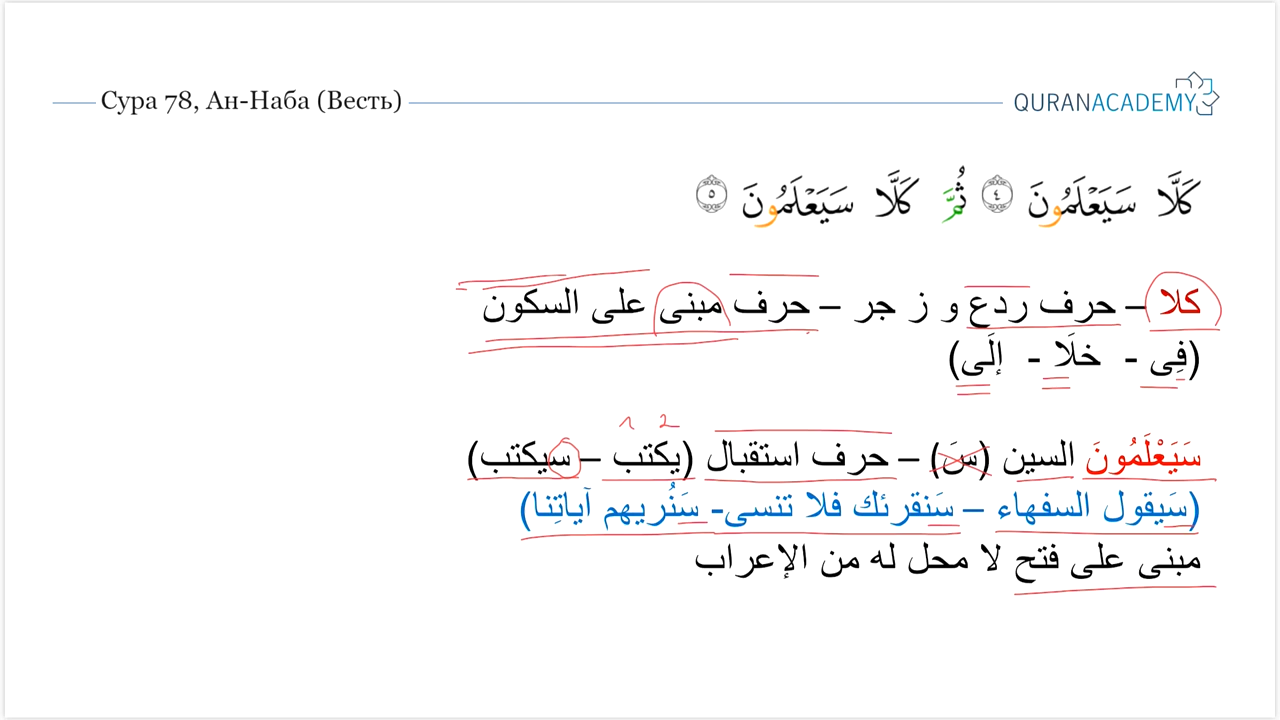 Сура 78, Ан-Наба (Весть)
QURANACADEMY
كَلَّا سَيَعْلَمُونَ ٤ ثُمَّ كَلَّا سَيَعْلَمُونَ ٥
كلا – حرف ردع و ز جر – حرف مبنى على السكون
(فِى - خلَا - إلَى)
سَيَعْلَمُونَ السين (سَ) – حرف استقبال (يكتب – سيكتب)
(سَيقول السفهاء – سَنقرئك فلا تنسى- سَنُريهم آياتِنا)
مبنى على فتح لا محل له من الإعراب